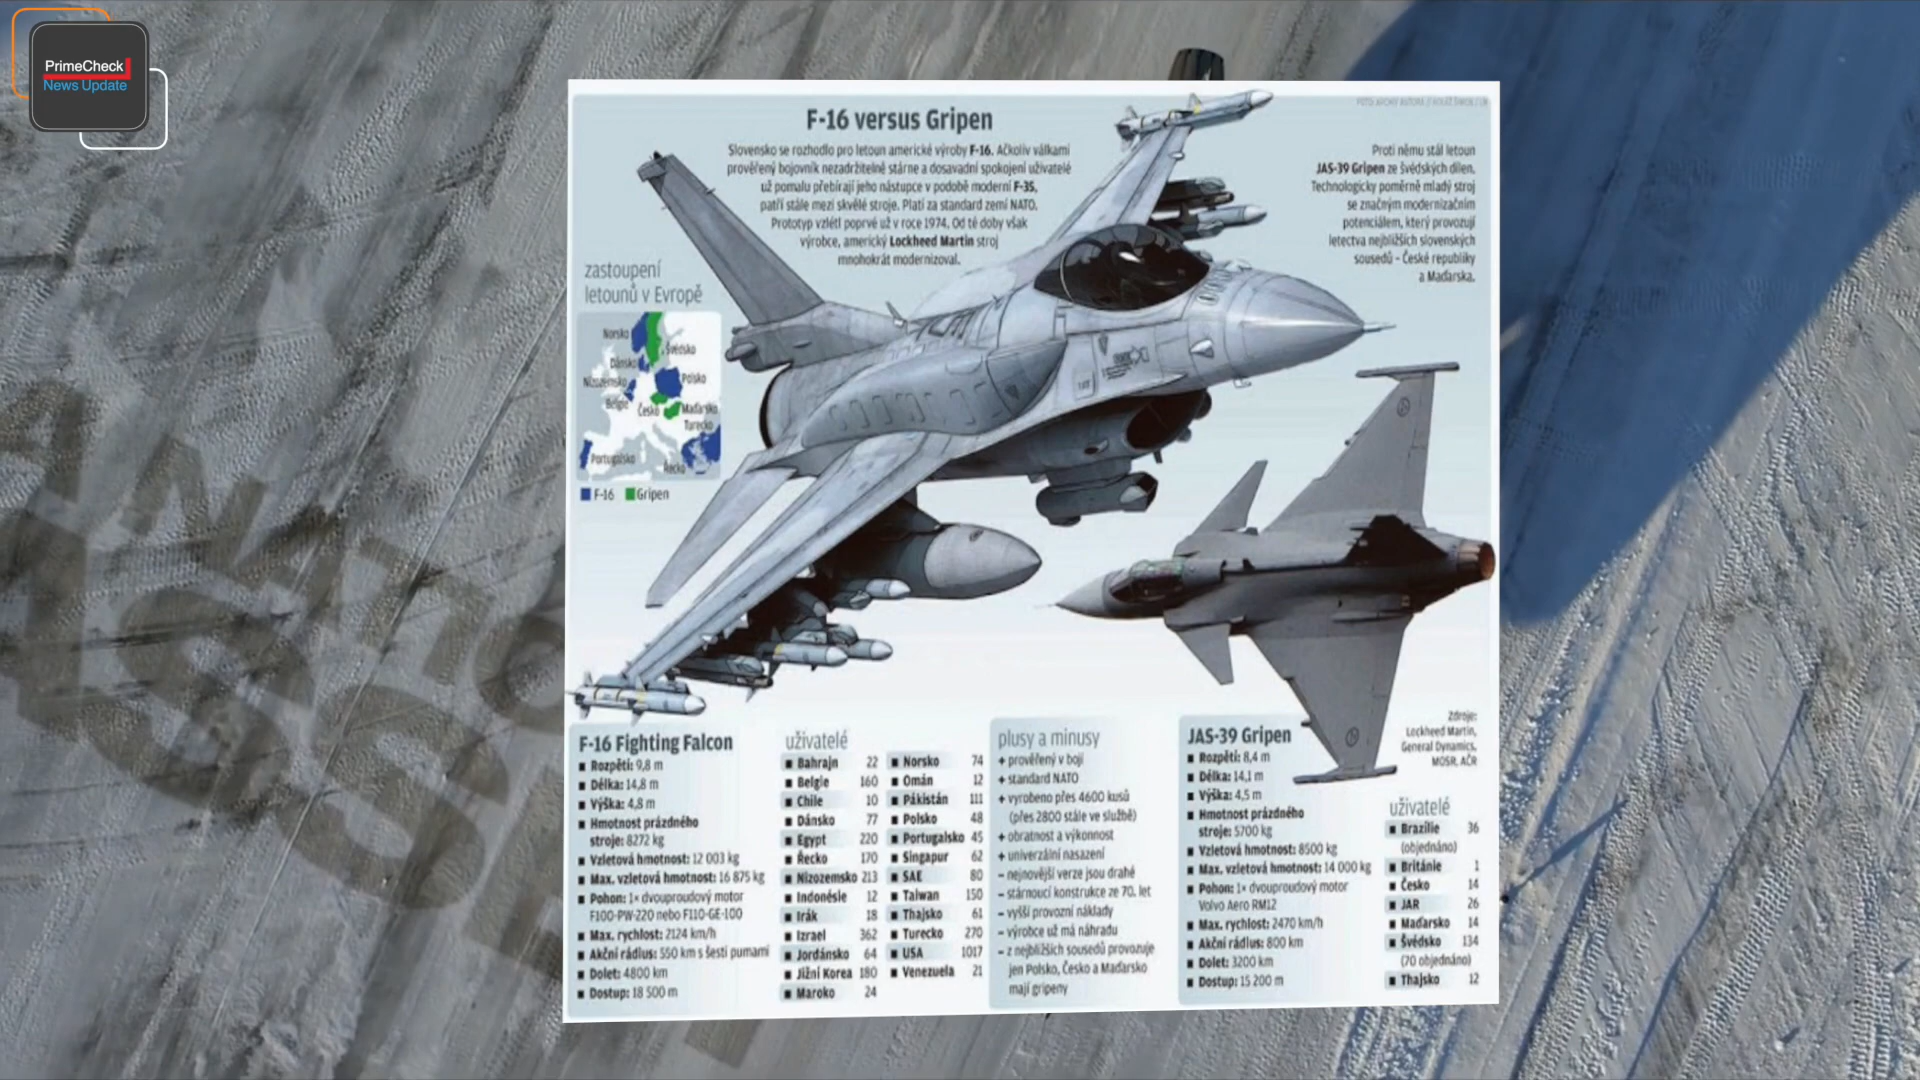 PrimeCheck
News Update
F-16 versus Gripen
Slovensko se rozhodlo pro letoun americké výroby F-16. Ačkoliv válkami
prověřený bojovník nezadržitelně stárne a dosavadní spokojení uživatelé
už pomalu přebírají jeho nástupce v podobě moderní F-35,
patří stále mezi skvělé stroje. Platí za standard zemí NATO.
Prototyp vzlétl poprvé už v roce 1974. Od té doby však
výrobce, americký Lockheed Martin stroj
mnohokrát modernizoval.
Proti němu stál letoun
JAS-39 Gripen ze švédských dílen.
Technologicky poměrně mladý stroj
se značným modernizačním
potenciálem, který provozují
letectva nejbližších slovenských
sousedů – České republiky
a Maďarska.
zastoupení
letounů v Evropě
Norsko
Švédsko
Dánsko
Nizozemsko
Polsko
Belgie
Česko
Maďarsko
Turecko
Portugalsko
Řecko
F-16 Gripen
F-16 Fighting Falcon
Rozpětí: 9,8 m
Délka: 14,8 m
Výška: 4,8 m
Hmotnost prázdného
stroje: 8272 kg
Vzletová hmotnost: 12 003 kg
Max. vzletová hmotnost: 16 875 kg
Pohon: 1× dvouproudový motor
F100-PW-220 nebo F110-GE-100
Max. rychlost: 2124 km/h
Akční rádius: 550 km s šesti pumami
Dolet: 4800 km
Dostup: 18 500 m
uživatelé
Bahrajn 22
Belgie 160
Chile 10
Dánsko 77
Egypt 220
Řecko 170
Nizozemsko 213
Indonésie 12
Irák 18
Izrael 362
Jordánsko 64
Jižní Korea 180
Maroko 24
Norsko 74
Omán 12
Pákistán 111
Polsko 48
Portugalsko 45
Singapur 62
SAE 80
Taiwan 150
Thajsko 61
Turecko 270
USA 1017
Venezuela 21
plusy a minusy
+ prověřený v boji
+ standard NATO
+ vyrobeno přes 4600 kusů
(přes 2800 stále ve službě)
+ obratnost a výkonnost
+ univerzální nasazení
– nejnovější verze jsou drahé
– stárnoucí konstrukce ze 70. let
– vyšší provozní náklady
– výrobce už má náhradu
– z nejbližších sousedů provozuje
jen Polsko, Česko a Maďarsko
mají gripeny
JAS-39 Gripen
Rozpětí: 8,4 m
Délka: 14,1 m
Výška: 4,5 m
Hmotnost prázdného
stroje: 5700 kg
Vzletová hmotnost: 8500 kg
Max. vzletová hmotnost: 14 000 kg
Pohon: 1× dvouproudový motor
Volvo Aero RM12
Max. rychlost: 2470 km/h
Akční rádius: 800 km
Dolet: 3200 km
Dostup: 15 200 m
Zdroje:
Lockheed Martin,
General Dynamics,
MOSR, AČR
uživatelé
Brazílie 36
(objednáno)
Británie 1
Česko 14
JAR 26
Maďarsko 14
Švédsko 134
(70 objednáno)
Thajsko 12